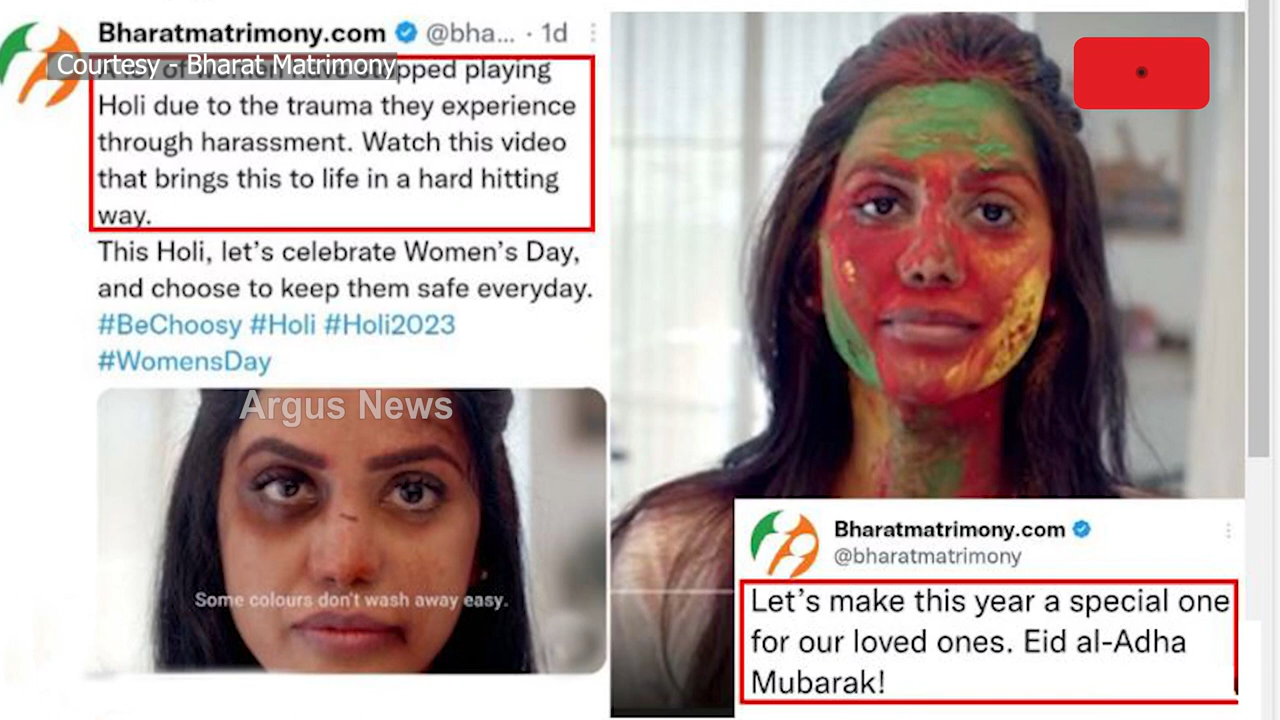 Bharatmatrimony.com @bha... · 1d
Courtesy - Bharat Matrimony
playing
Holi due to the trauma they experience
through harassment. Watch this video
that brings this to life in a hard hitting
way.
This Holi, let's celebrate Women's Day,
and choose to keep them safe everyday.
#BeChoosy #Holi #Holi2023
#WomensDay
Argus News
Some colours don't wash away easy.
Bharatmatrimony.com
@bharatmatrimony
Let's make this year a special one
for our loved ones. Eid al-Adha
Mubarak!